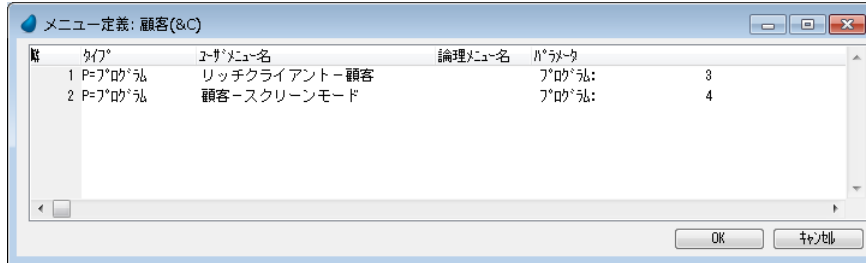 メニュー定義: 顧客(&C)
ﾀｲﾌﾟ ﾕｰｻﾞﾒﾆｭｰ名 論理ﾒﾆｭｰ名 ﾊﾟﾗﾒｰﾀ
1 P=ﾌﾟﾛｸﾞﾗﾑ リッチクライアント－顧客 ﾌﾟﾛｸﾞﾗﾑ: 3
2 P=ﾌﾟﾛｸﾞﾗﾑ 顧客－スクリーンモード ﾌﾟﾛｸﾞﾗﾑ: 4
OK ｷｬﾝｾﾙ